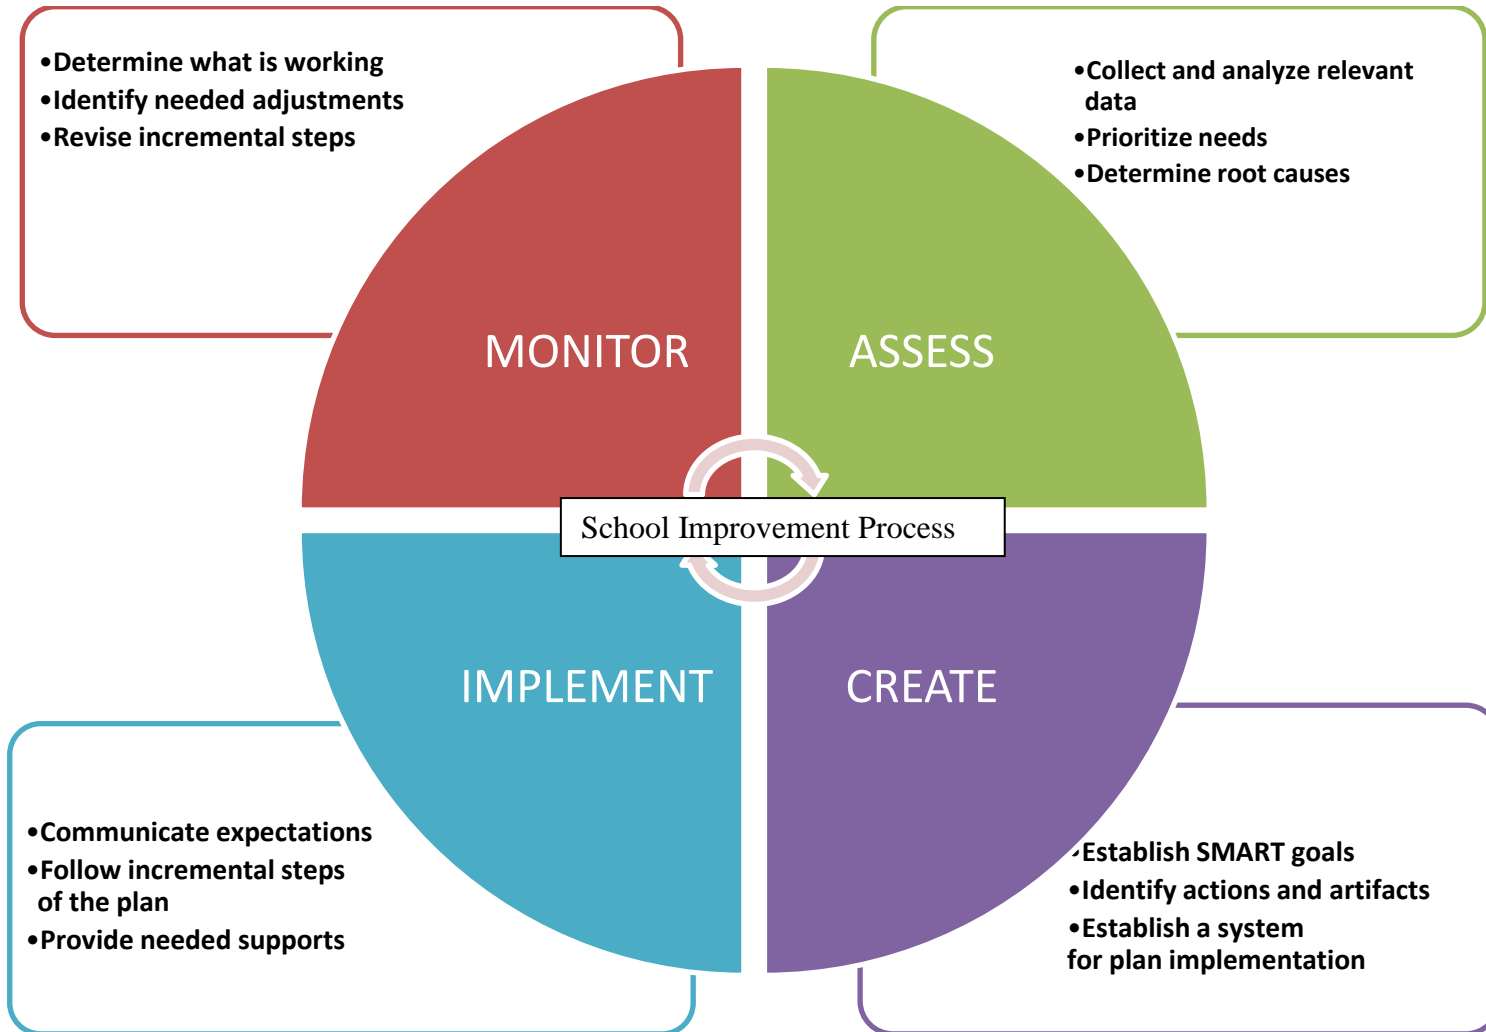 •Determine what is working
•Identify needed adjustments
•Revise incremental steps
•Collect and analyze relevant
data
•Prioritize needs
•Determine root causes
MONITOR
ASSESS
School Improvement Process
IMPLEMENT
CREATE
•Communicate expectations
•Follow incremental steps
of the plan
•Provide needed supports
•Establish SMART goals
•Identify actions and artifacts
•Establish a system
for plan implementation